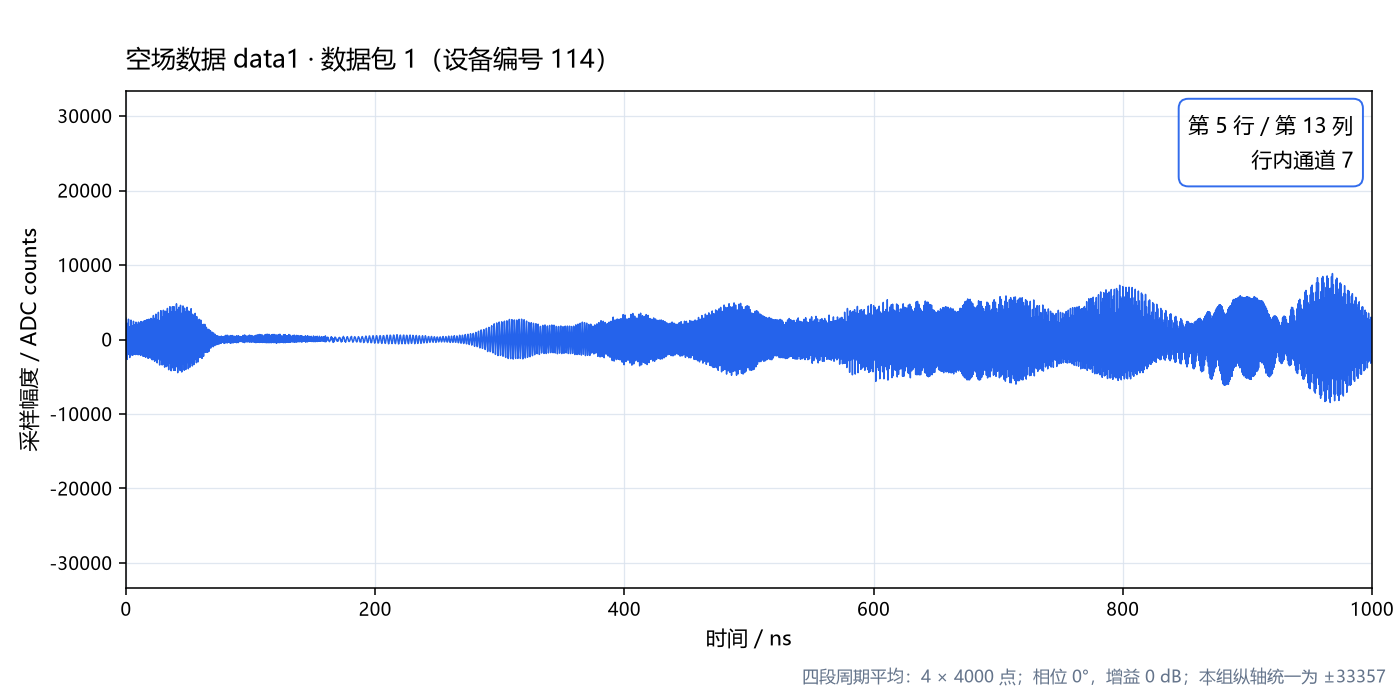 空场数据 data1 · 数据包 1（设备编号 114）
第 5 行 / 第 13 列
行内通道 7
采样幅度 / ADC counts
30000
20000
10000
0
-10000
-20000
-30000
0 200 400 600 800 1000
时间 / ns
四段周期平均：4 × 4000 点；相位 0°，增益 0 dB；本组纵轴统一为 ±33357